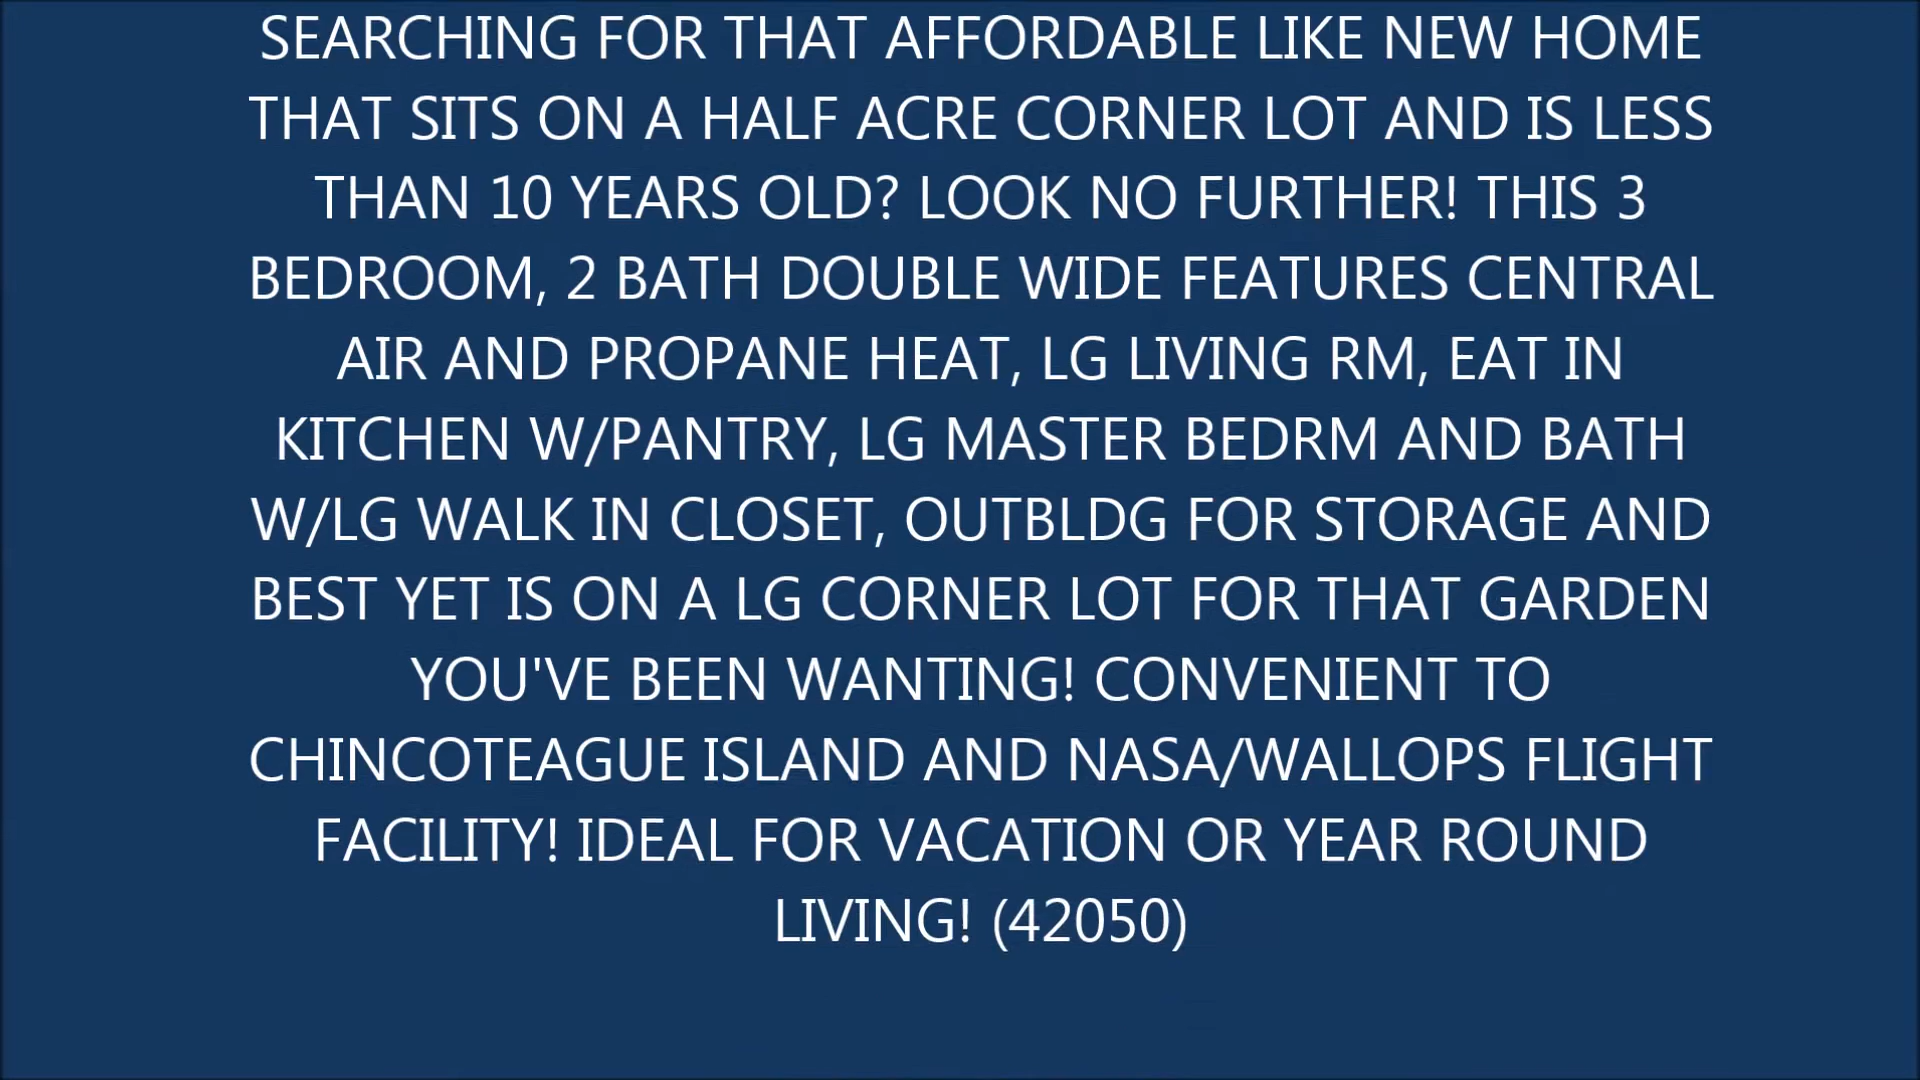 SEARCHING FOR THAT AFFORDABLE LIKE NEW HOME
THAT SITS ON A HALF ACRE CORNER LOT AND IS LESS
THAN 10 YEARS OLD? LOOK NO FURTHER! THIS 3
BEDROOM, 2 BATH DOUBLE WIDE FEATURES CENTRAL
AIR AND PROPANE HEAT, LG LIVING RM, EAT IN
KITCHEN W/PANTRY, LG MASTER BEDRM AND BATH
W/LG WALK IN CLOSET, OUTBLDG FOR STORAGE AND
BEST YET IS ON A LG CORNER LOT FOR THAT GARDEN
YOU'VE BEEN WANTING! CONVENIENT TO
CHINCOTEAGUE ISLAND AND NASA/WALLOPS FLIGHT
FACILITY! IDEAL FOR VACATION OR YEAR ROUND
LIVING! (42050)